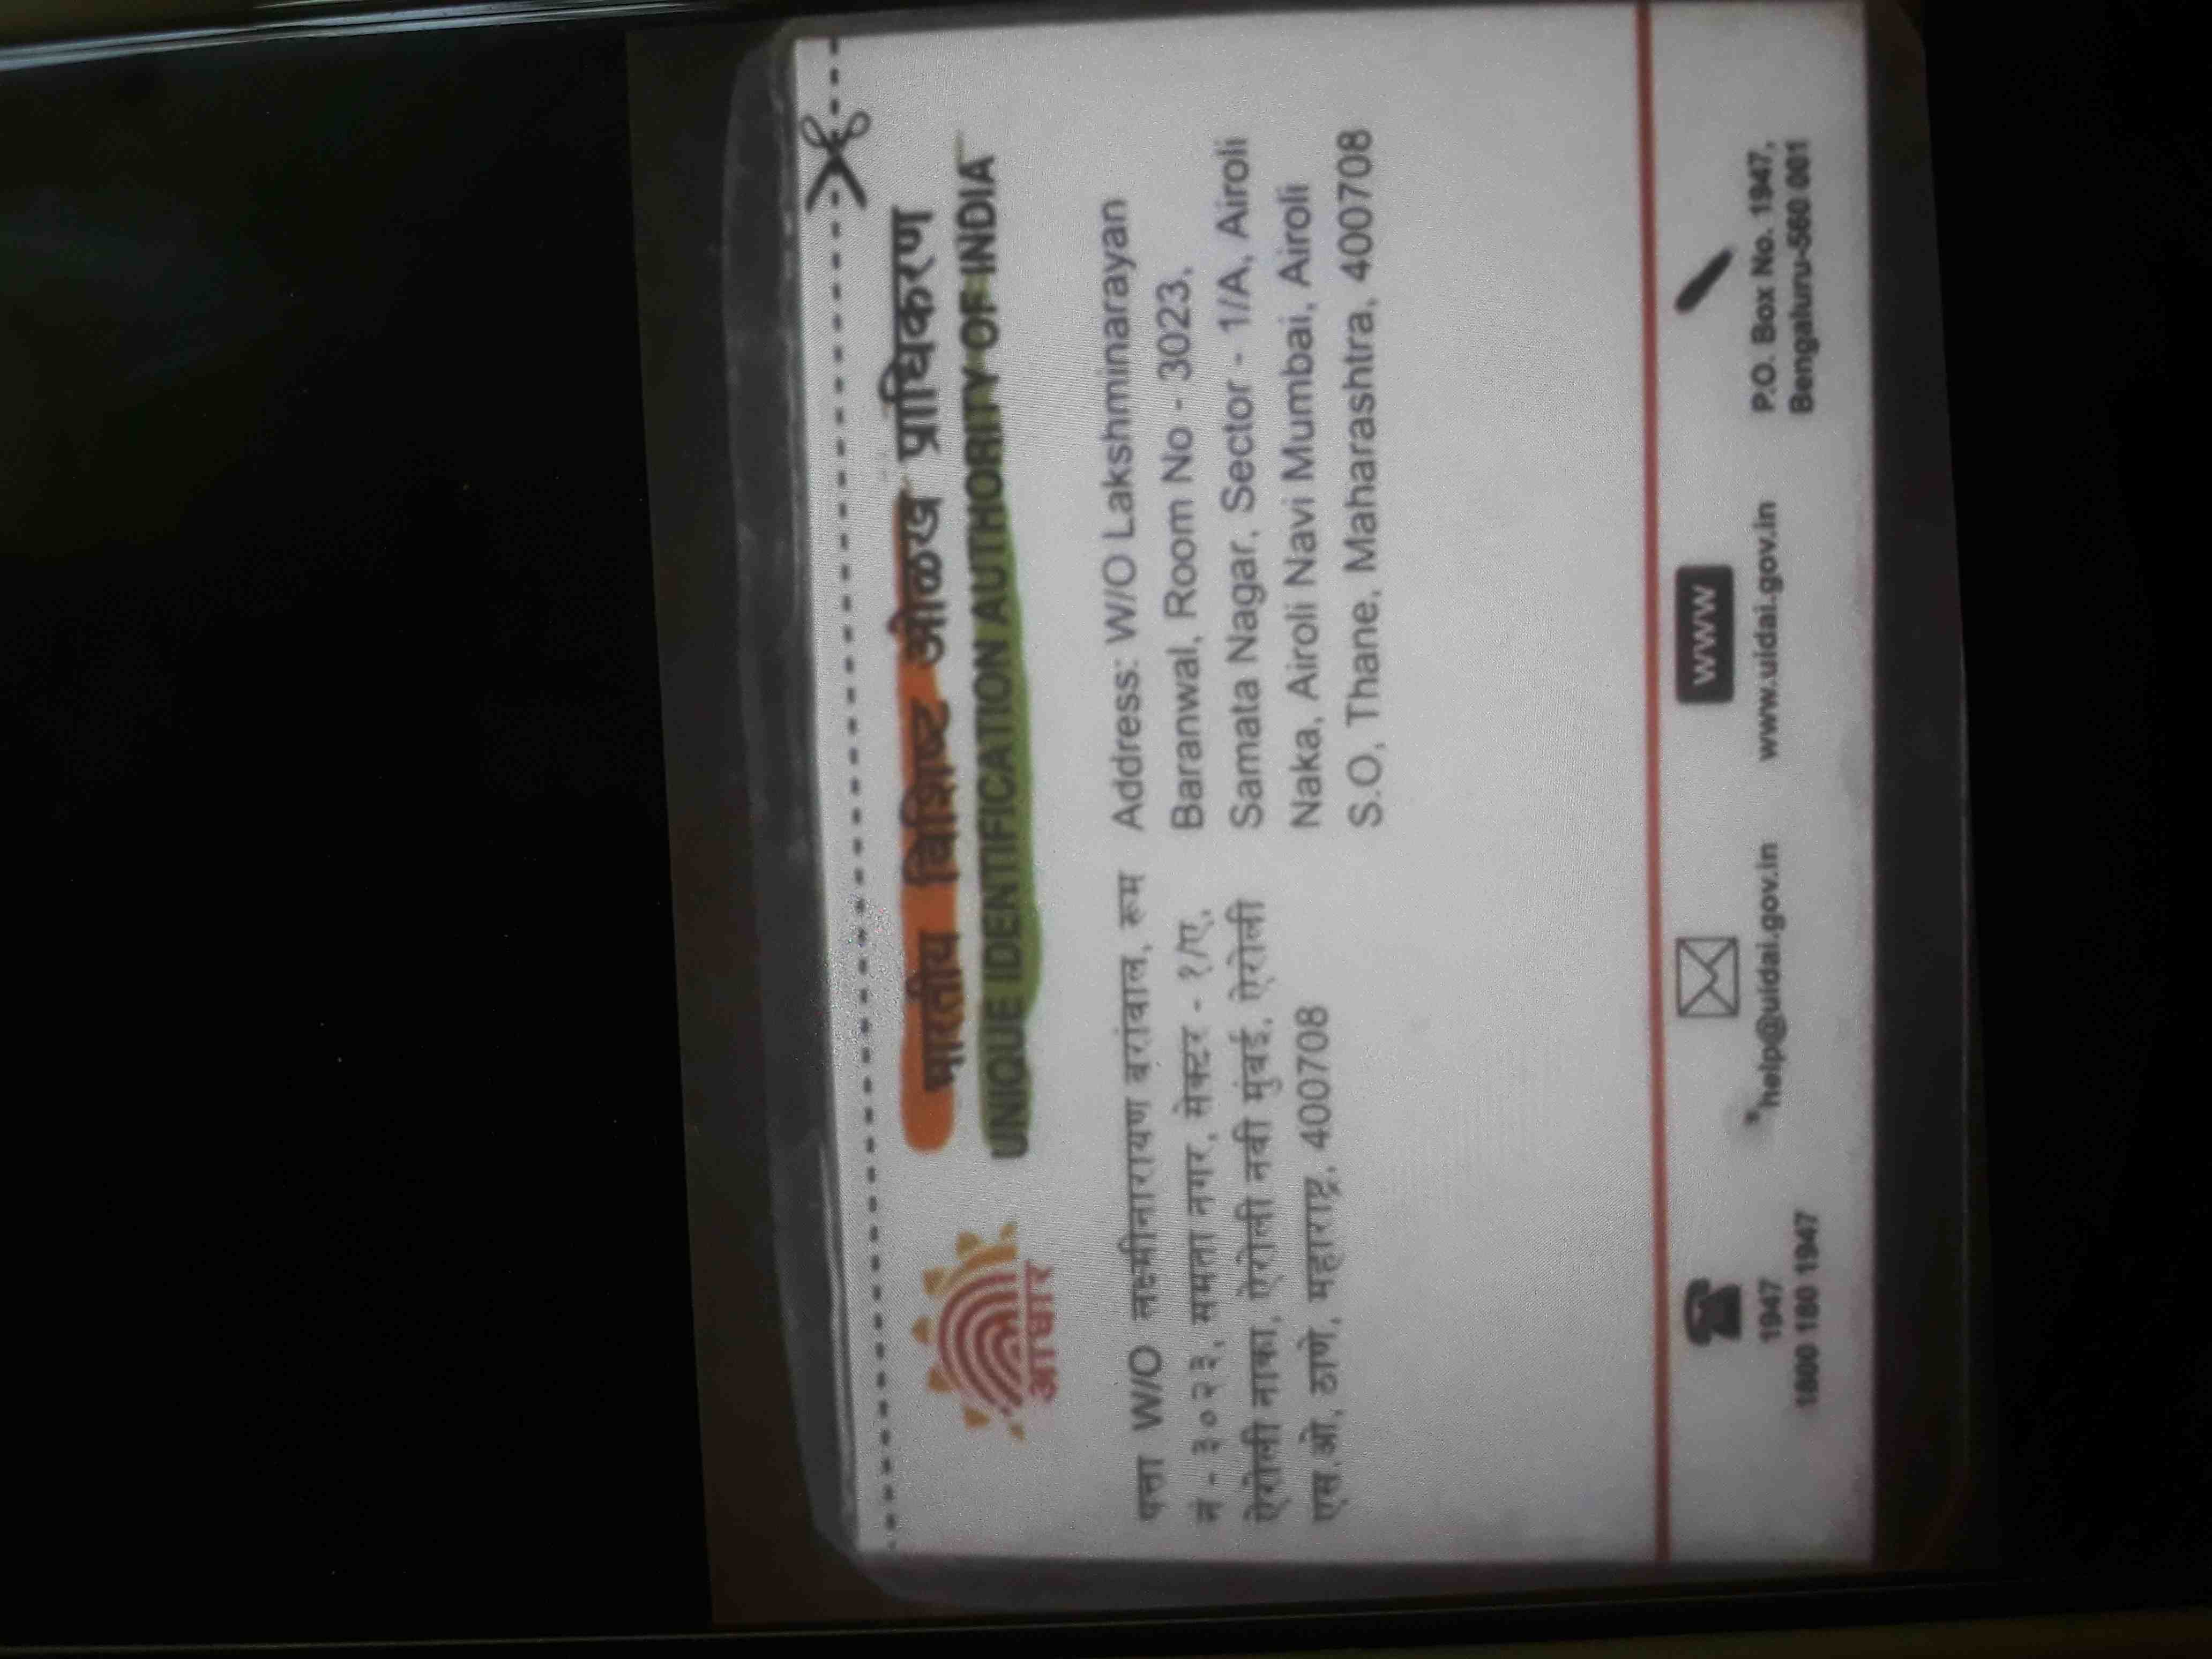 भारतीय विशिष्ट ओळख प्राधिकरण
UNIQUE IDENTIFICATION AUTHORITY OF INDIA
आधार
पत्ता W/O लक्ष्मीनारायण बरांवाल, रूम
नं - ३०२३, समता नगर, सेक्टर - १/ए,
ऐरोली नाका, ऐरोली नवी मुंबई, ऐरोली
एस.ओ, ठाणे, महाराष्ट्र, 400708
Address: W/O Lakshminarayan
Baranwal, Room No - 3023,
Samata Nagar, Sector - 1/A, Airoli
Naka, Airoli Navi Mumbai, Airoli
S.O, Thane, Maharashtra, 400708
1947
1800 180 1947
help@uidai.gov.in
WWW
www.uidai.gov.in
P.O. Box No. 1947,
Bengaluru-560 001